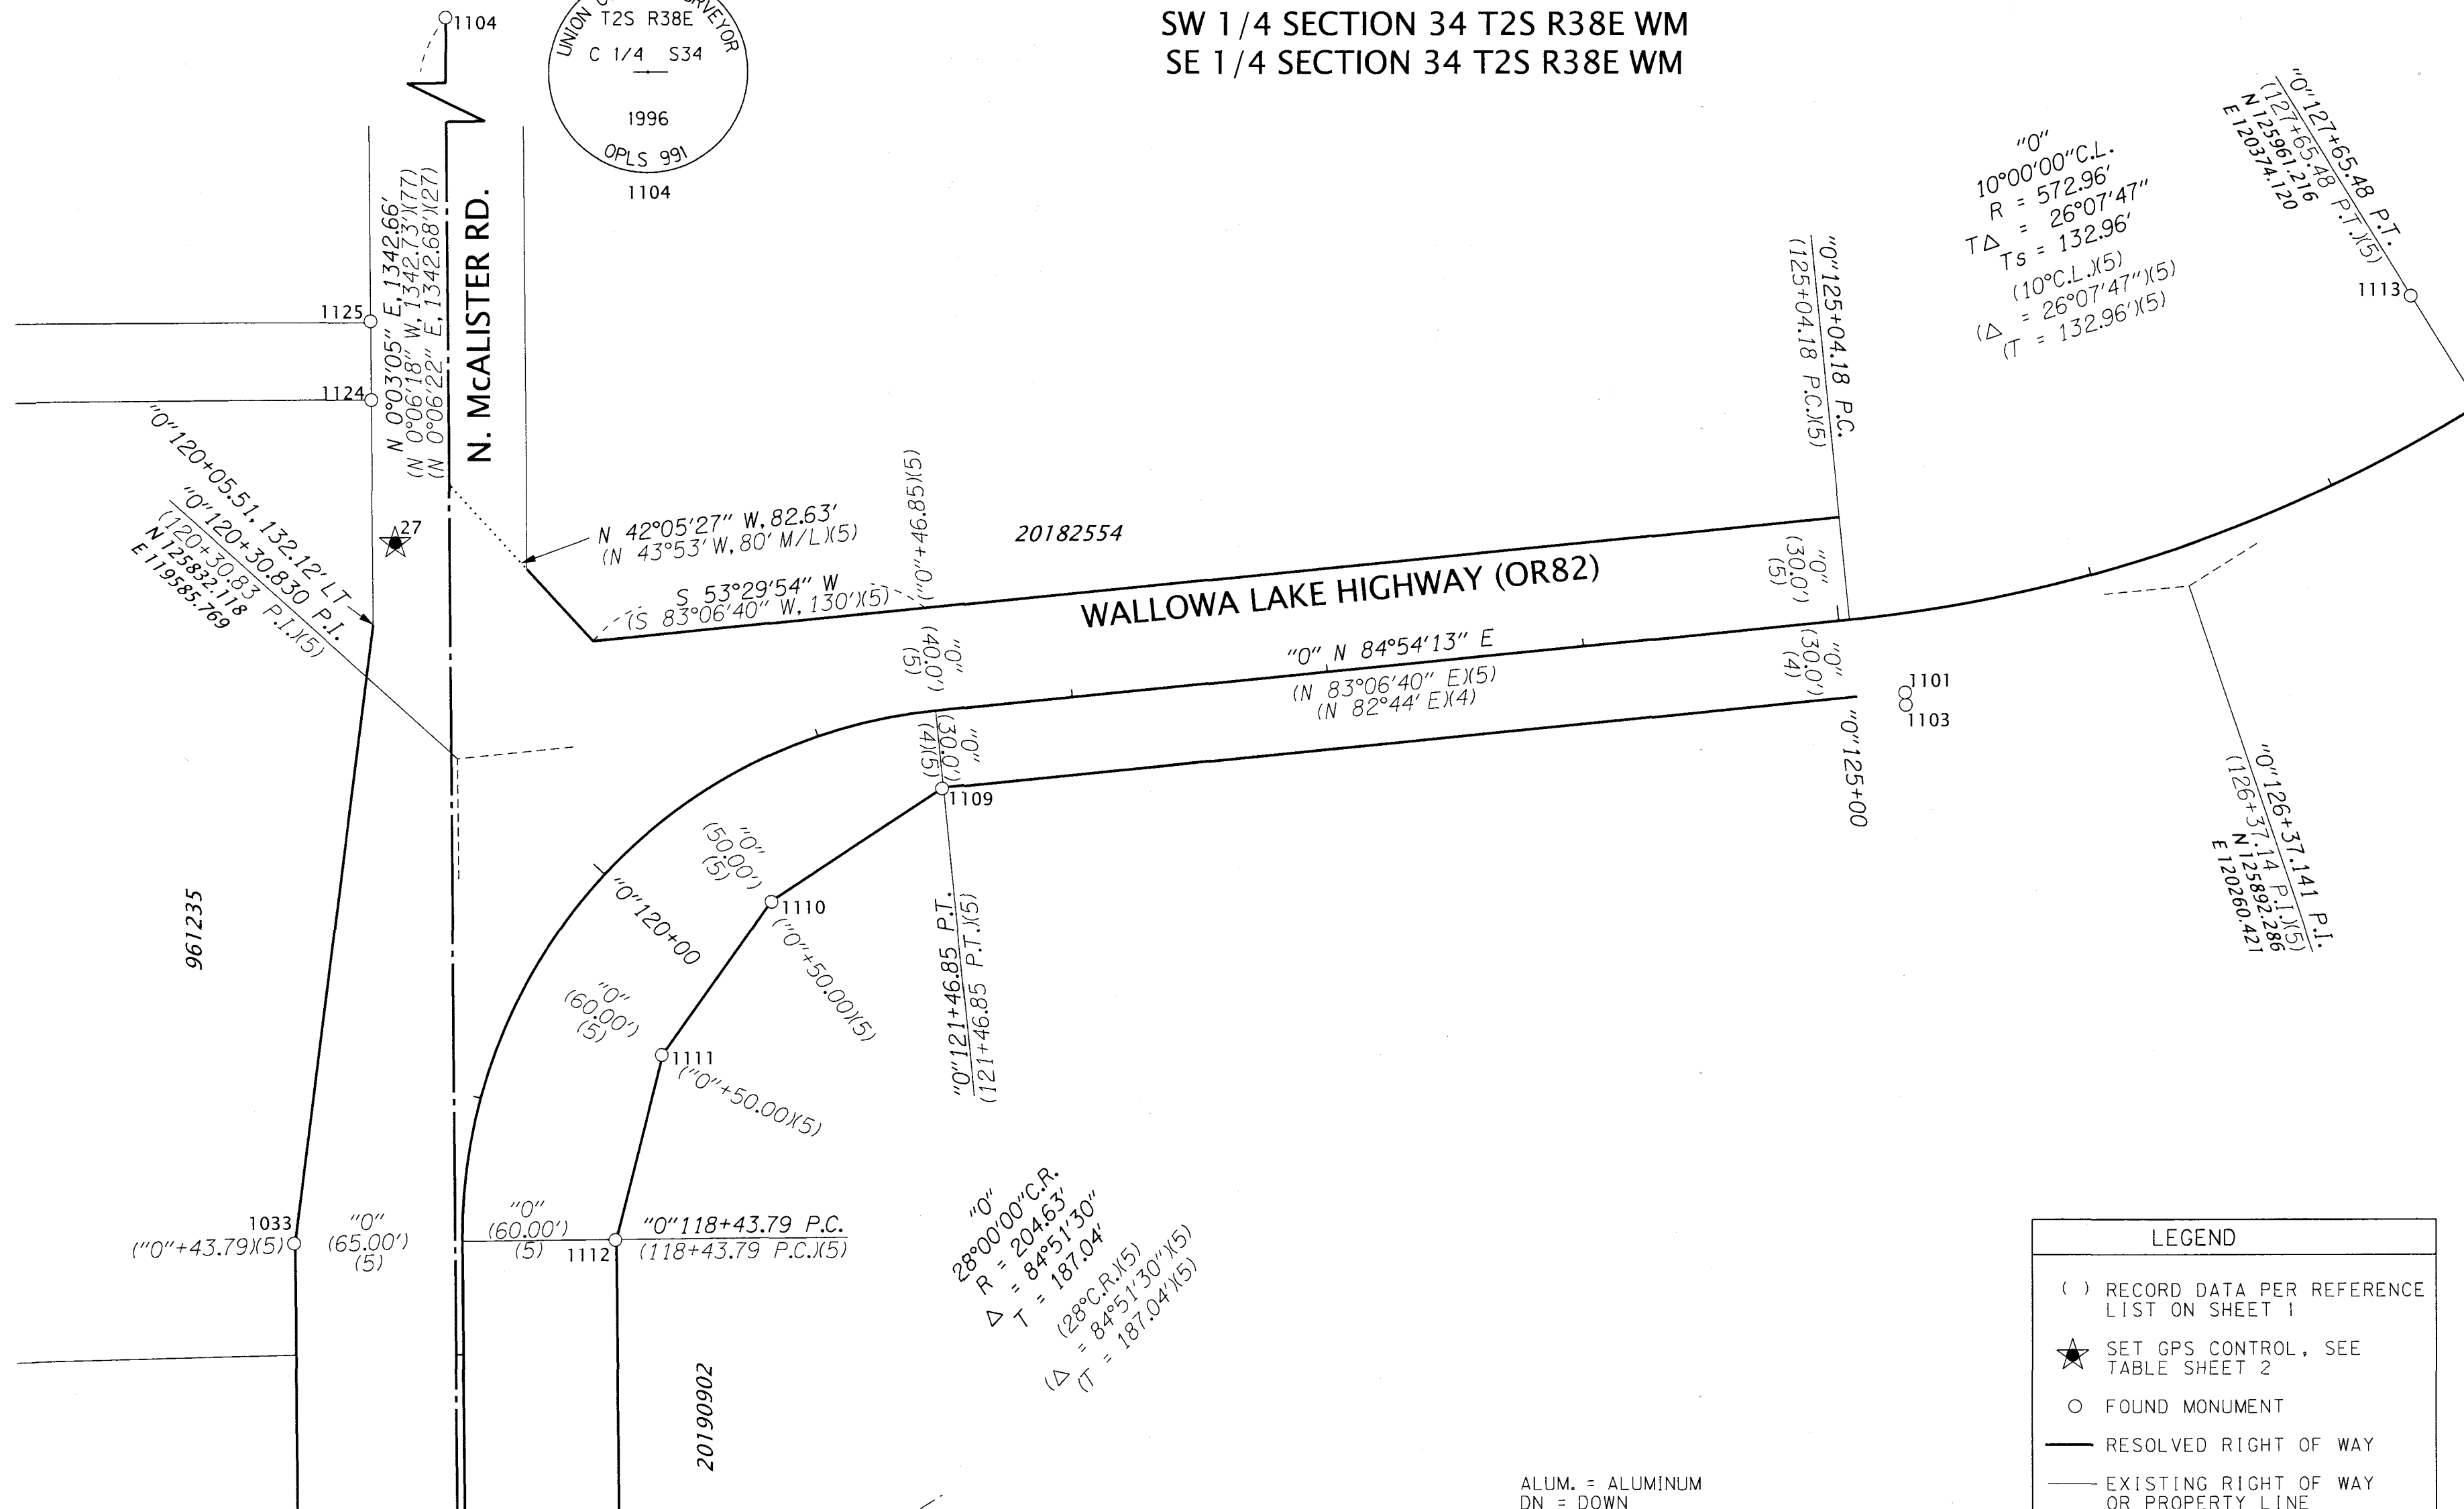 SW 1/4 SECTION 34 T2S R38E WM
SE 1/4 SECTION 34 T2S R38E WM
1104
UNION SURVEYOR
T2S R38E
C 1/4 S34
1996
OPLS 991
1104
N 0°03'05" E, 1342.66'
(N 0°06'18" W, 1342.73')(77)
(N 0°06'22" E, 1342.68')(27)
N. McALISTER RD.
1125
1124
27
"0"120+05.51, 132.12' LT
"0"120+30.830 P.I.
(120+30.83 P.I.)(5)
N 125832.118
E 119585.769
N 42°05'27" W, 82.63'
(N 43°53' W, 80' M/L)(5)
S 53°29'54" W
(S 83°06'40" W, 130')(5)
("0"+46.85)(5)
20182554
WALLOWA LAKE HIGHWAY (OR82)
"0"
(40.0')
(5)
"0"
(30.0')
(4)(5)
"0" N 84°54'13" E
(N 83°06'40" E)(5)
(N 82°44' E)(4)
"0"125+04.18 P.C.
(125+04.18 P.C.)(5)
"0"
(30.0')
(5)
"0"
(30.0')
(4)
"0"125+00
1101
1103
"0"
10°00'00"C.L.
R = 572.96'
T∆ = 26°07'47"
Ts = 132.96'
(10°C.L.)(5)
(∆ = 26°07'47")(5)
(T = 132.96')(5)
"0"127+65.48 P.T.
(127+65.48 P.T.)(5)
N 125961.216
E 120374.120
1113
"0"126+37.141 P.I.
(126+37.14 P.I.)(5)
N 125892.286
E 120260.421
1109
"0"121+46.85 P.T.
(121+46.85 P.T.)(5)
"0"
(50.00')
(5)
1110
("0"+50.00)(5)
"0"120+00
"0"
(60.00')
(5)
1111
("0"+50.00)(5)
961235
1033
("0"+43.79)(5)
"0"
(65.00')
(5)
"0"
(60.00')
(5)
1112
"0"118+43.79 P.C.
(118+43.79 P.C.)(5)
"0"
28°00'00"C.R.
R = 204.63'
∆ = 84°51'30"
T = 187.04'
(28°C.R.)(5)
(∆ = 84°51'30")(5)
(T = 187.04')(5)
20190902
ALUM. = ALUMINUM
DN = DOWN
LEGEND
( ) RECORD DATA PER REFERENCE
LIST ON SHEET 1
SET GPS CONTROL, SEE
TABLE SHEET 2
FOUND MONUMENT
RESOLVED RIGHT OF WAY
EXISTING RIGHT OF WAY
OR PROPERTY LINE